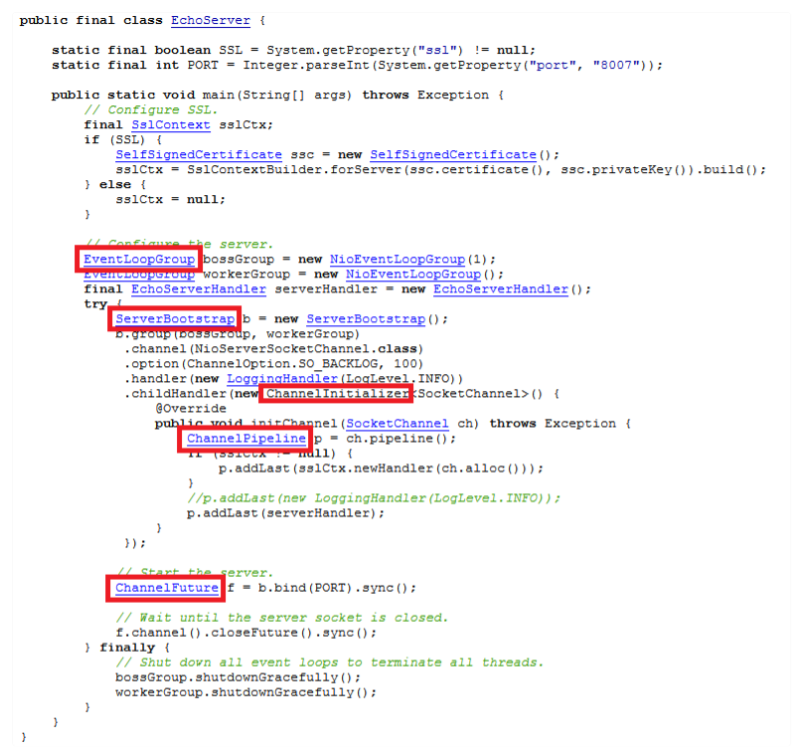 public final class EchoServer {
static final boolean SSL = System.getProperty("ssl") != null;
static final int PORT = Integer.parseInt(System.getProperty("port", "8007"));
public static void main(String[] args) throws Exception {
// Configure SSL.
final SslContext sslCtx;
if (SSL) {
SelfSignedCertificate ssc = new SelfSignedCertificate();
sslCtx = SslContextBuilder.forServer(ssc.certificate(), ssc.privateKey()).build();
} else {
sslCtx = null;
}
// Configure the server.
EventLoopGroup bossGroup = new NioEventLoopGroup(1);
EventLoopGroup workerGroup = new NioEventLoopGroup();
final EchoServerHandler serverHandler = new EchoServerHandler();
try {
ServerBootstrap b = new ServerBootstrap();
b.group(bossGroup, workerGroup)
.channel(NioServerSocketChannel.class)
.option(ChannelOption.SO_BACKLOG, 100)
.handler(new LoggingHandler(LogLevel.INFO))
.childHandler(new ChannelInitializer<SocketChannel>() {
@Override
public void initChannel(SocketChannel ch) throws Exception {
ChannelPipeline p = ch.pipeline();
if (sslCtx != null) {
p.addLast(sslCtx.newHandler(ch.alloc()));
}
//p.addLast(new LoggingHandler(LogLevel.INFO));
p.addLast(serverHandler);
}
});
// Start the server.
ChannelFuture f = b.bind(PORT).sync();
// Wait until the server socket is closed.
f.channel().closeFuture().sync();
} finally {
// Shut down all event loops to terminate all threads.
bossGroup.shutdownGracefully();
workerGroup.shutdownGracefully();
}
}
}